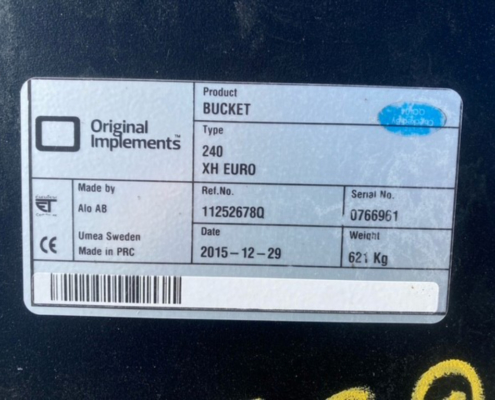 Original
Implements
Product
BUCKET
Type
240
XH EURO
Made by
Alo AB
Umea Sweden
Made in PRC
Ref.No.
11252678Q
Serial No.
0766961
Date
2015-12-29
Weight
621 Kg
CE